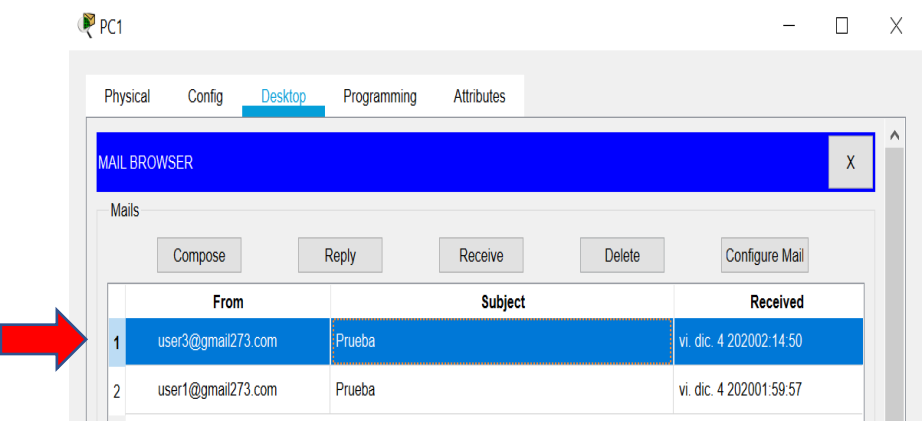 PC1
Physical Config Desktop Programming Attributes
MAIL BROWSER X
Mails
Compose Reply Receive Delete Configure Mail
From Subject Received
1 user3@gmail273.com Prueba vi. dic. 4 202002:14:50
2 user1@gmail273.com Prueba vi. dic. 4 202001:59:57